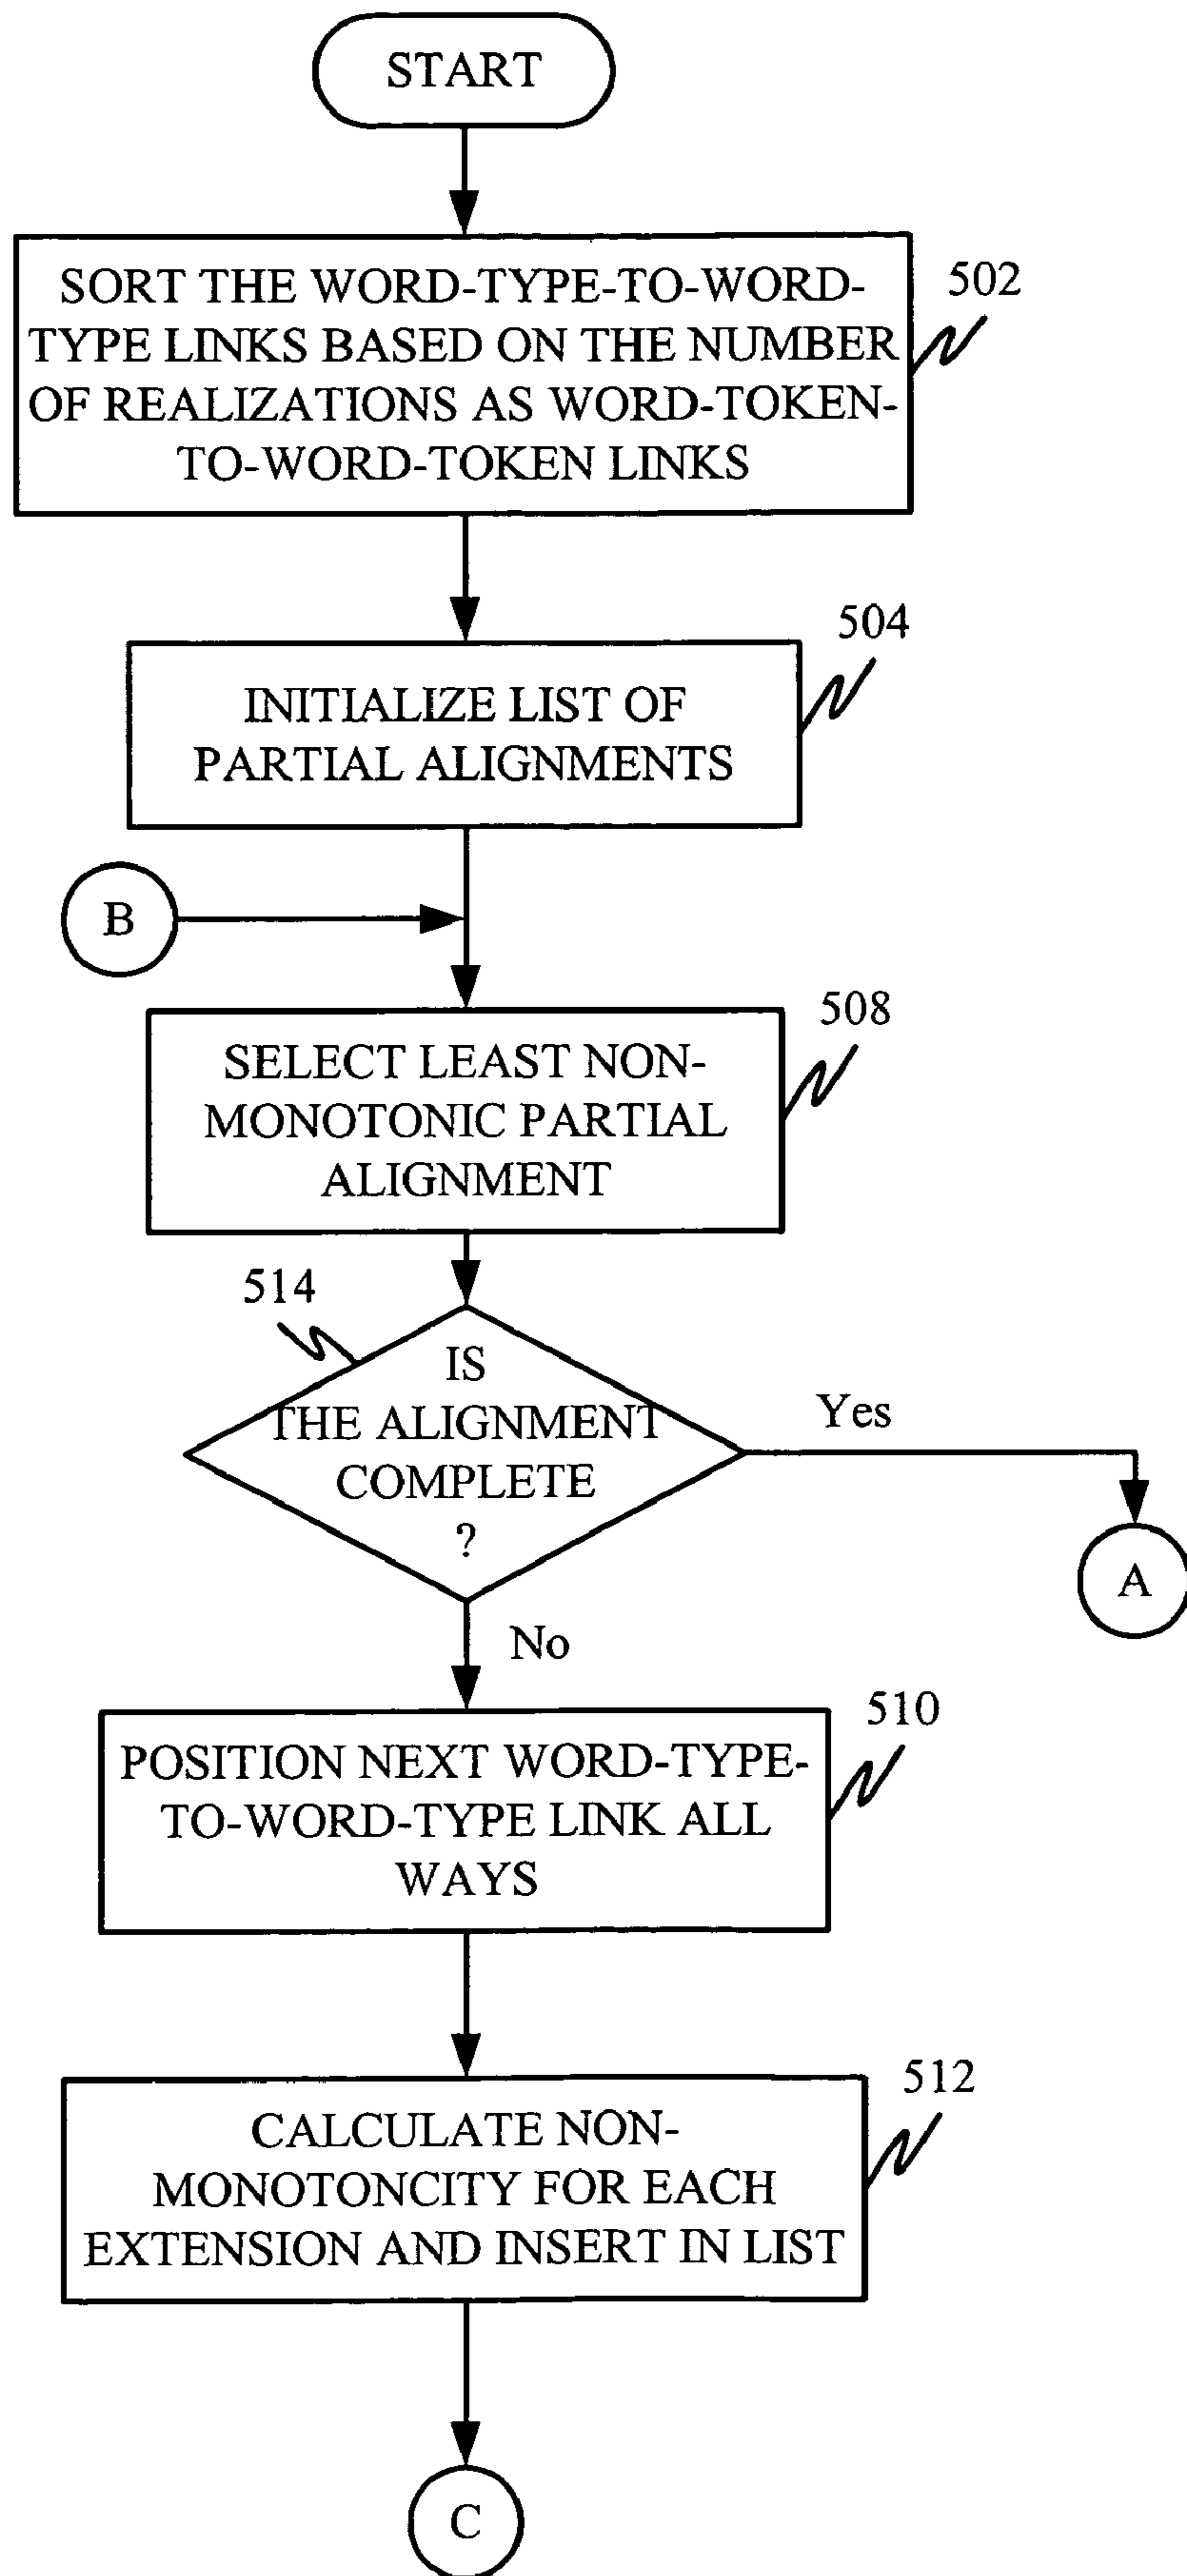 START
SORT THE WORD-TYPE-TO-WORD-
TYPE LINKS BASED ON THE NUMBER
OF REALIZATIONS AS WORD-TOKEN-
TO-WORD-TOKEN LINKS
502
INITIALIZE LIST OF
PARTIAL ALIGNMENTS
504
B
SELECT LEAST NON-
MONOTONIC PARTIAL
ALIGNMENT
508
514
IS
THE ALIGNMENT
COMPLETE
?
Yes
A
No
POSITION NEXT WORD-TYPE-
TO-WORD-TYPE LINK ALL
WAYS
510
CALCULATE NON-
MONOTONCITY FOR EACH
EXTENSION AND INSERT IN LIST
512
C